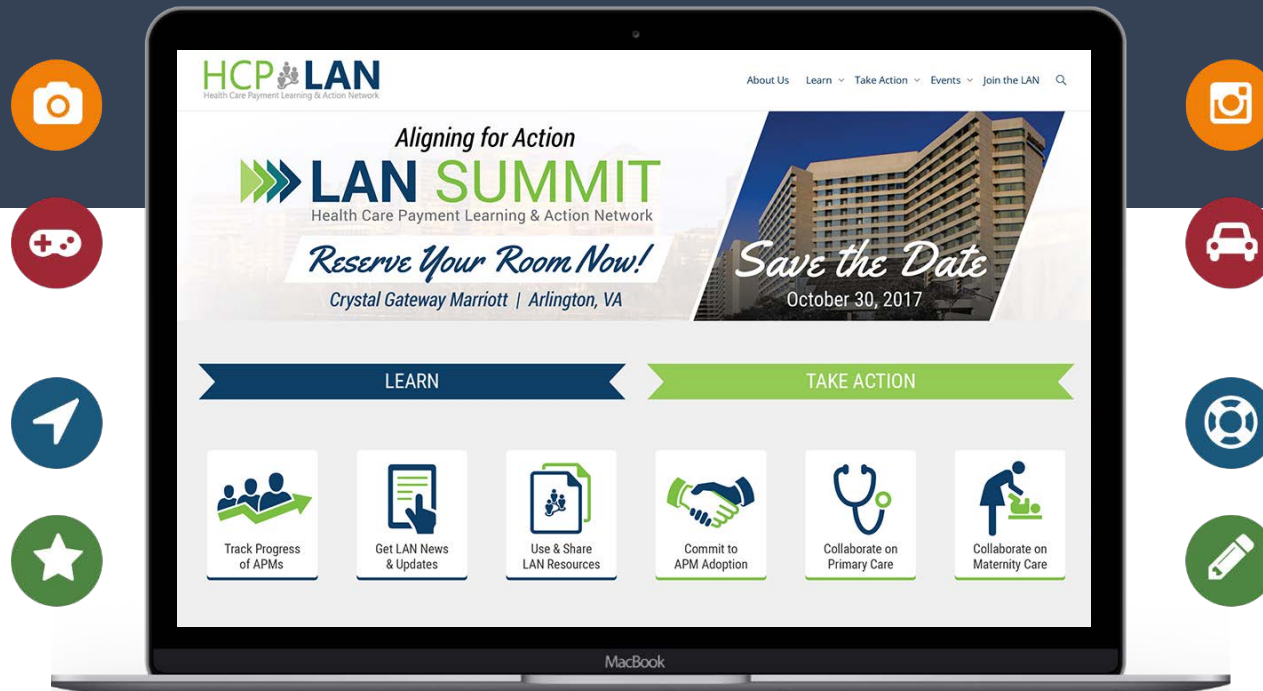 HCP LAN
Health Care Payment Learning & Action Network
About Us Learn Take Action Events Join the LAN
Aligning for Action
LAN SUMMIT
Health Care Payment Learning & Action Network
Reserve Your Room Now!
Crystal Gateway Marriott | Arlington, VA
Save the Date
October 30, 2017
LEARN
TAKE ACTION
Track Progress
of APMs
Get LAN News
& Updates
Use & Share
LAN Resources
Commit to
APM Adoption
Collaborate on
Primary Care
Collaborate on
Maternity Care
MacBook